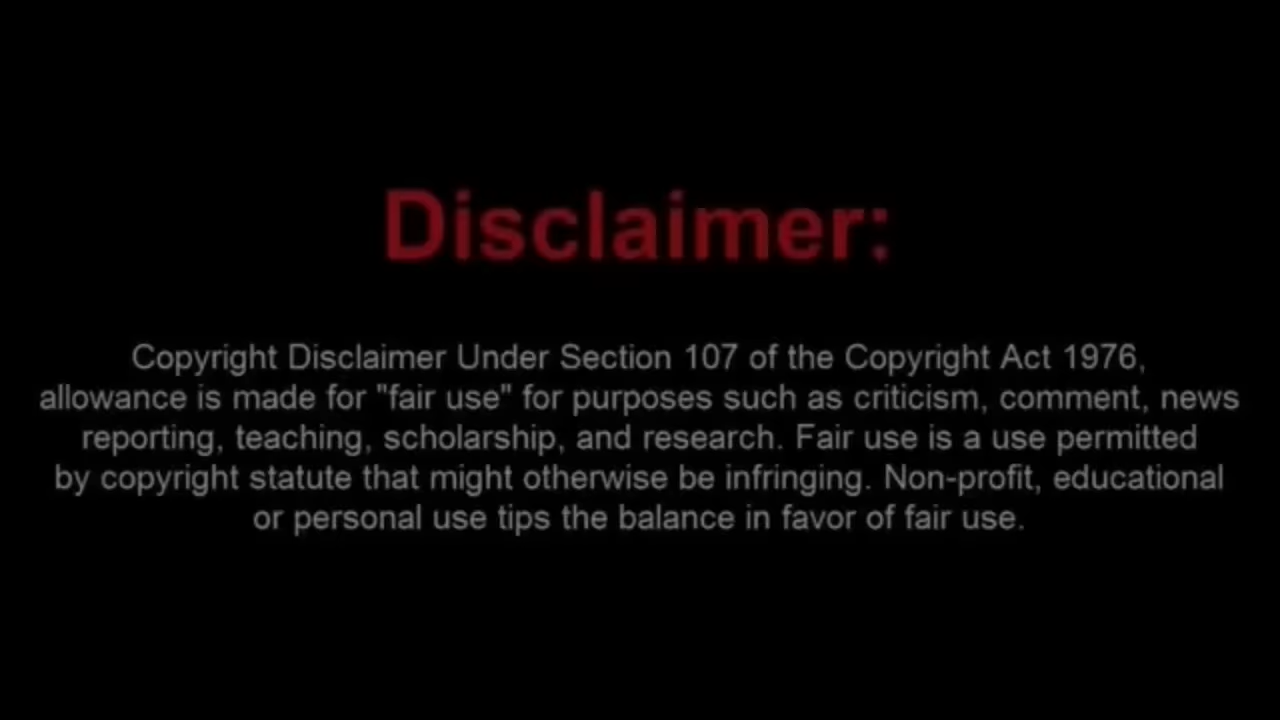 Disclaimer:
Copyright Disclaimer Under Section 107 of the Copyright Act 1976,
allowance is made for "fair use" for purposes such as criticism, comment, news
reporting, teaching, scholarship, and research. Fair use is a use permitted
by copyright statute that might otherwise be infringing. Non-profit, educational
or personal use tips the balance in favor of fair use.